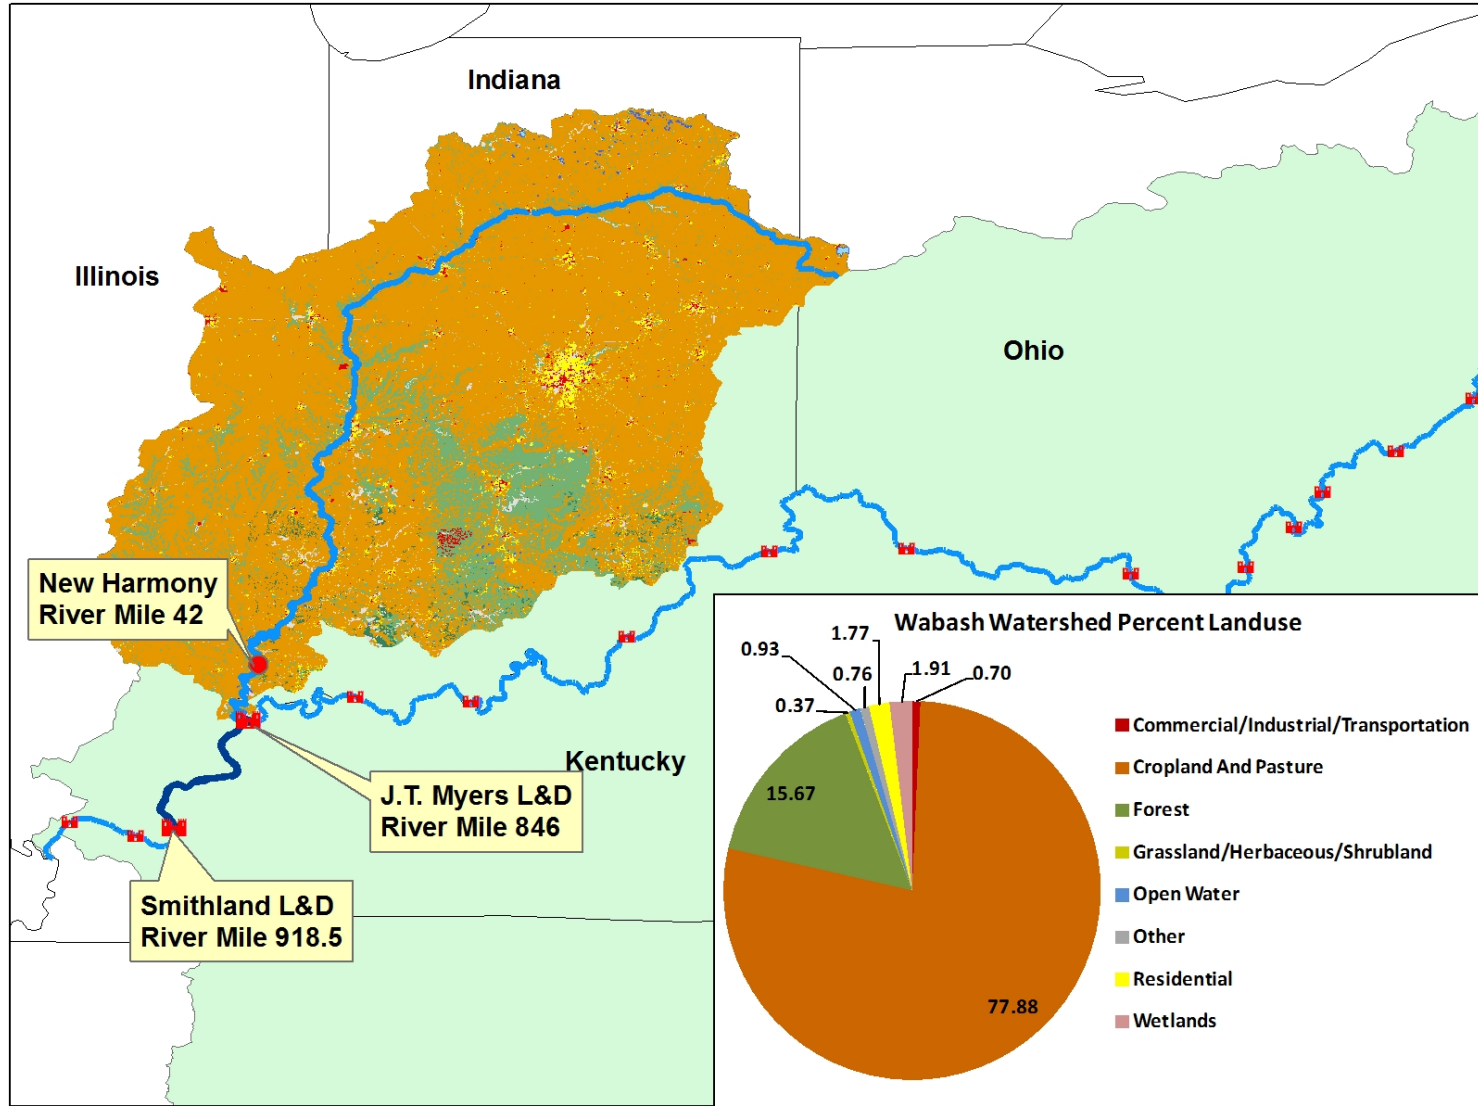 Indiana
Illinois
Ohio
New Harmony
River Mile 42
Kentucky
J.T. Myers L&D
River Mile 846
Smithland L&D
River Mile 918.5
Wabash Watershed Percent Landuse
0.37
0.93
0.76
1.77
1.91
0.70
15.67
77.88
Commercial/Industrial/Transportation
Cropland And Pasture
Forest
Grassland/Herbaceous/Shrubland
Open Water
Other
Residential
Wetlands